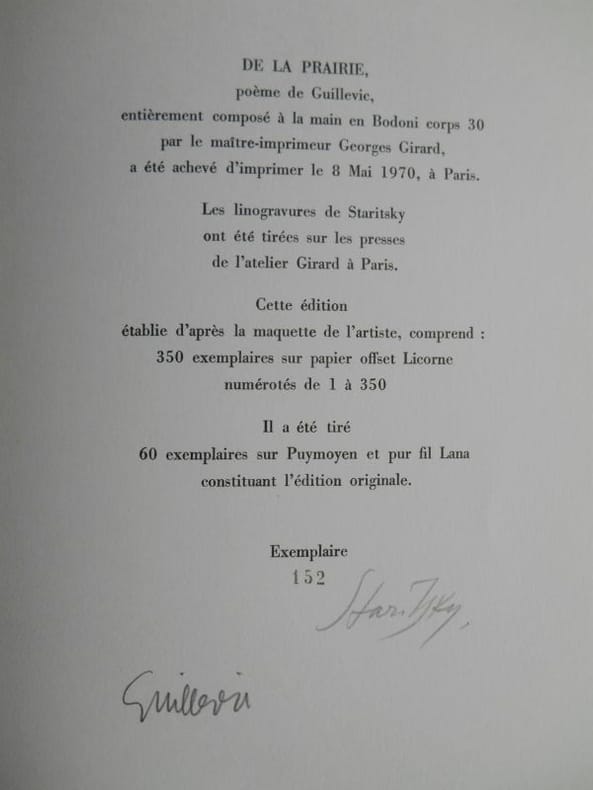 DE LA PRAIRIE,
poème de Guillevic,
entièrement composé à la main en Bodoni corps 30
par le maître-imprimeur Georges Girard,
a été achevé d'imprimer le 8 Mai 1970, à Paris.
Les linogravures de Staritsky
ont été tirées sur les presses
de l'atelier Girard à Paris.
Cette édition
établie d'après la maquette de l'artiste, comprend :
350 exemplaires sur papier offset Licorne
numérotés de 1 à 350
Il a été tiré
60 exemplaires sur Puymoyen et pur fil Lana
constituant l'édition originale.
Exemplaire
152
Staritsky,
Guillevic